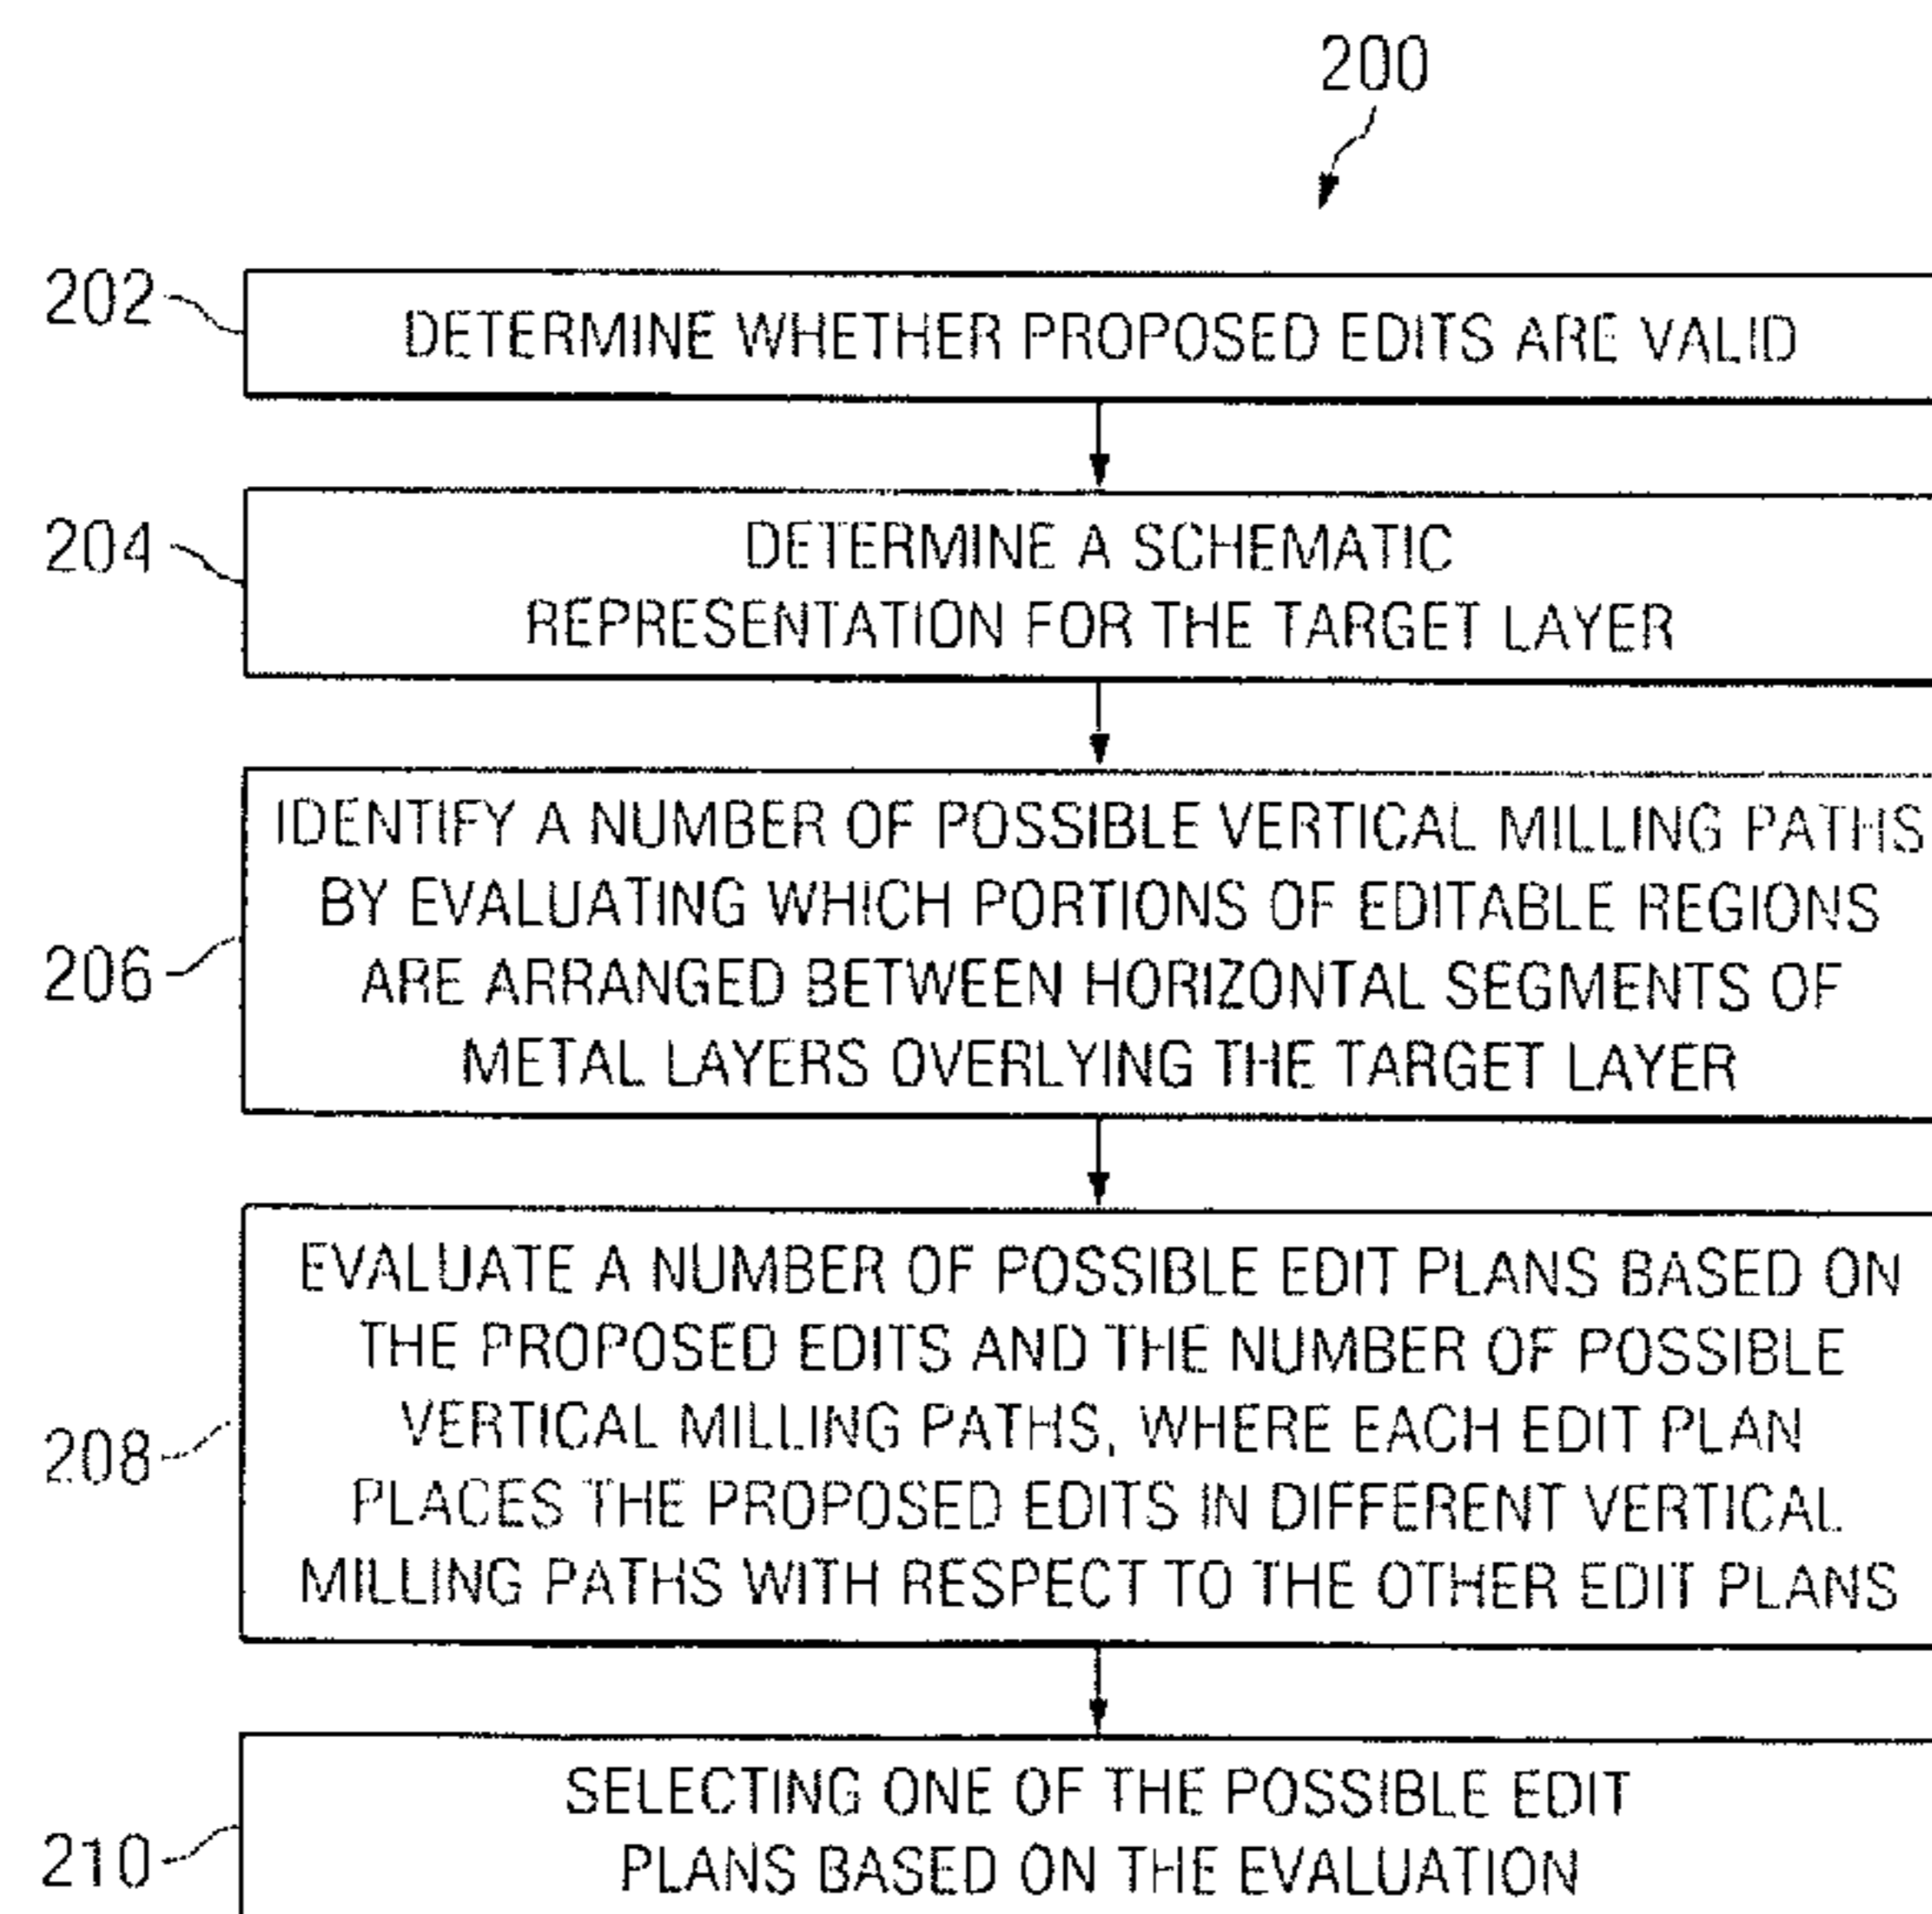 200
202
DETERMINE WHETHER PROPOSED EDITS ARE VALID
204
DETERMINE A SCHEMATIC
REPRESENTATION FOR THE TARGET LAYER
206
IDENTIFY A NUMBER OF POSSIBLE VERTICAL MILLING PATHS
BY EVALUATING WHICH PORTIONS OF EDITABLE REGIONS
ARE ARRANGED BETWEEN HORIZONTAL SEGMENTS OF
METAL LAYERS OVERLYING THE TARGET LAYER
208
EVALUATE A NUMBER OF POSSIBLE EDIT PLANS BASED ON
THE PROPOSED EDITS AND THE NUMBER OF POSSIBLE
VERTICAL MILLING PATHS, WHERE EACH EDIT PLAN
PLACES THE PROPOSED EDITS IN DIFFERENT VERTICAL
MILLING PATHS WITH RESPECT TO THE OTHER EDIT PLANS
210
SELECTING ONE OF THE POSSIBLE EDIT
PLANS BASED ON THE EVALUATION